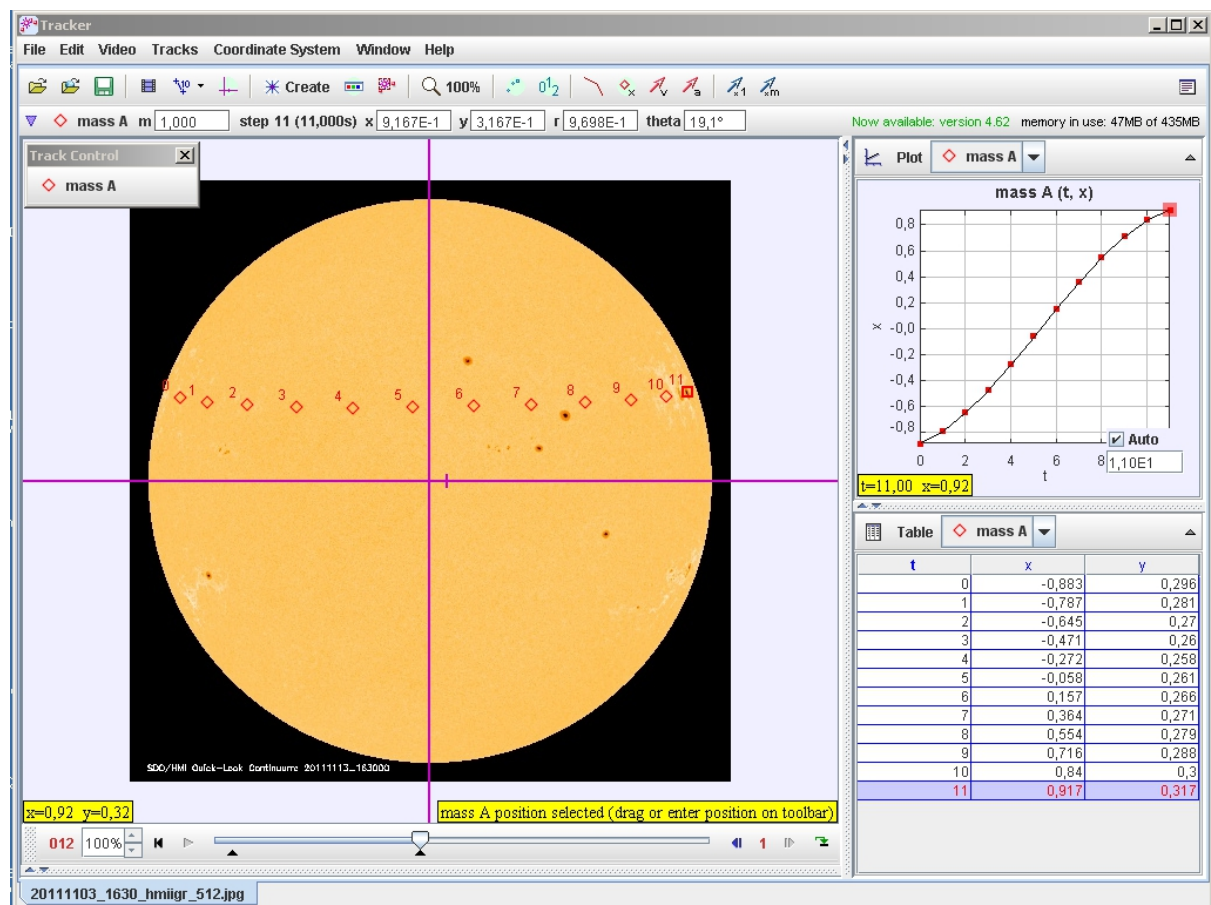 Tracker
File Edit Video Tracks Coordinate System Window Help
Create 100%
mass A m 1,000 step 11 (11,000s) x 9,167E-1 y 3,167E-1 r 9,698E-1 theta 19,1° Now available: version 4.62 memory in use: 47MB of 435MB
Track Control
mass A
0 1 2 3 4 5 6 7 8 9 10 11
SDO/HMI Quick-Look Continuum: 20111113_163000
x=0,92 y=0,32
mass A position selected (drag or enter position on toolbar)
012 100% 1
20111103_1630_hmiigr_512.jpg
Plot mass A
mass A (t, x)
0,8
0,6
0,4
0,2
-0,0
-0,2
-0,4
-0,6
-0,8
x
0 2 4 6 8
t
Auto
1,10E1
t=11,00 x=0,92
Table mass A
t x y
0 -0,883 0,296
1 -0,787 0,281
2 -0,645 0,27
3 -0,471 0,26
4 -0,272 0,258
5 -0,058 0,261
6 0,157 0,266
7 0,364 0,271
8 0,554 0,279
9 0,716 0,288
10 0,84 0,3
11 0,917 0,317